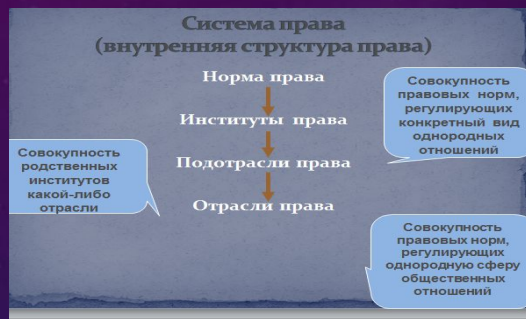 Система права
(внутренняя структура права)
Норма права
Институты права
Подотрасли права
Отрасли права
Совокупность
правовых норм,
регулирующих
конкретный вид
однородных
отношений
Совокупность
родственных
институтов
какой-либо
отрасли
Совокупность
правовых норм,
регулирующих
однородную сферу
общественных
отношений